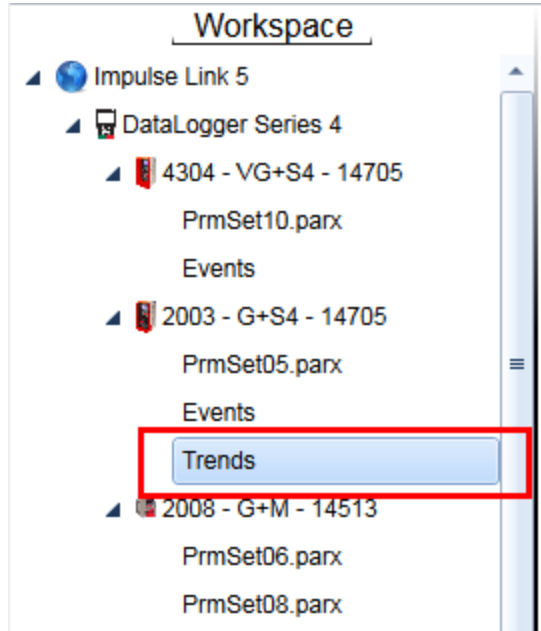 Workspace
Impulse Link 5
DataLogger Series 4
4304 - VG+S4 - 14705
PrmSet10.parx
Events
2003 - G+S4 - 14705
PrmSet05.parx
Events
Trends
2008 - G+M - 14513
PrmSet06.parx
PrmSet08.parx